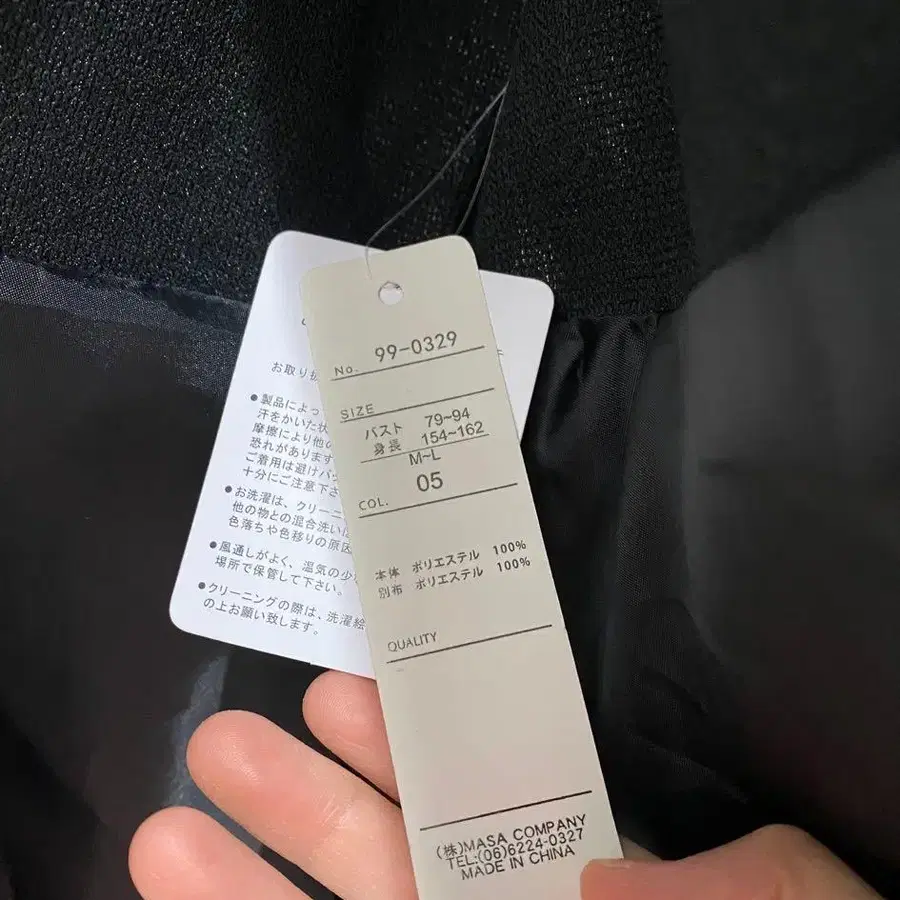 No. 99-0329
SIZE
バスト 79~94
身長 154~162
M~L
COL. 05
本体 ポリエステル 100%
別布 ポリエステル 100%
QUALITY
(株)MASA COMPANY
TEL:(06)6224-0327
MADE IN CHINA
お取り扱
●製品によっ
汗をかいた状
摩擦により他の
恐れがあります
ご着用は避けバッ
十分にご注意下さ
●お洗濯は、クリーニン
他の物との混合洗いは
色落ちや色移りの原因
●風通しがよく、温気の少
場所で保管して下さい。
●クリーニングの際は、洗濯絵
の上お願い致します。